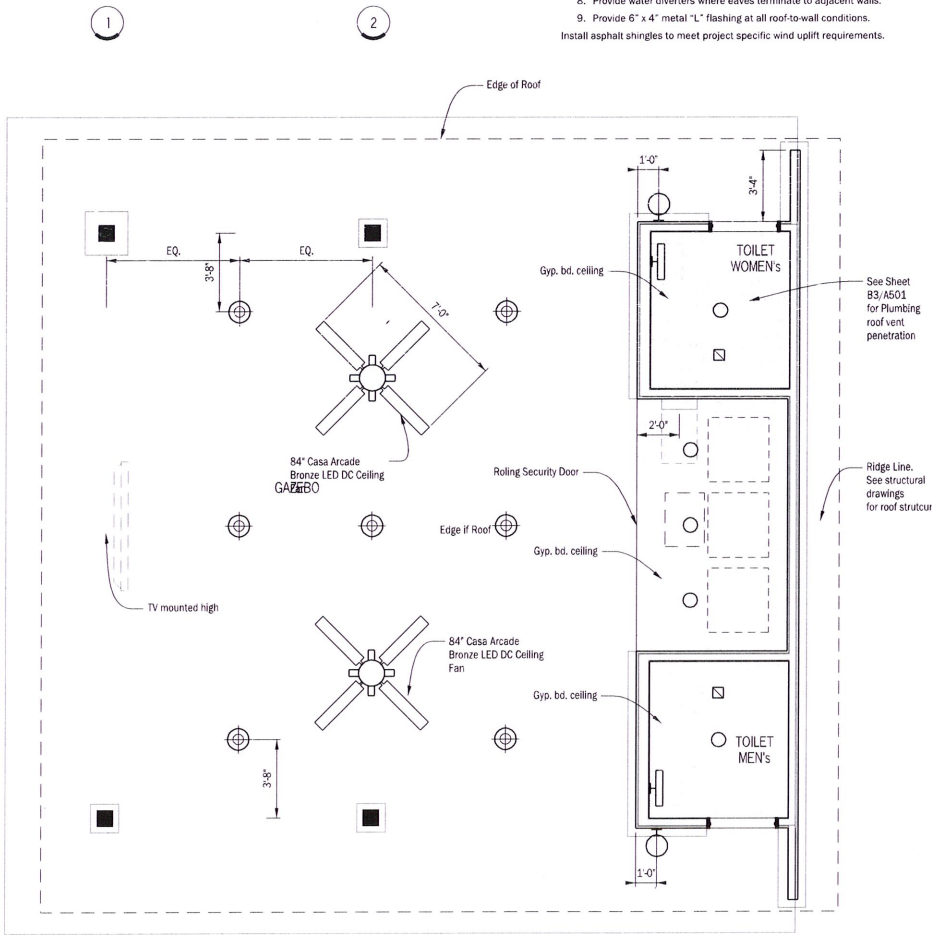 8. Provide water diverters where eaves terminate to adjacent walls.
9. Provide 6" x 4" metal "L" flashing at all roof-to-wall conditions.
Install asphalt shingles to meet project specific wind uplift requirements.
1
2
Edge of Roof
1'-0"
3'-4"
EQ.
EQ.
3'-8"
7'-0"
TOILET
WOMEN's
Gyp. bd. ceiling
See Sheet
B3/A501
for Plumbing
roof vent
penetration
2'-0"
84" Casa Arcade
Bronze LED DC Ceiling
Fan
GAZEBO
Roling Security Door
Ridge Line.
See structural
drawings
for roof strutcur
Edge if Roof
Gyp. bd. ceiling
TV mounted high
84" Casa Arcade
Bronze LED DC Ceiling
Fan
Gyp. bd. ceiling
TOILET
MEN's
3'-8"
1'-0"